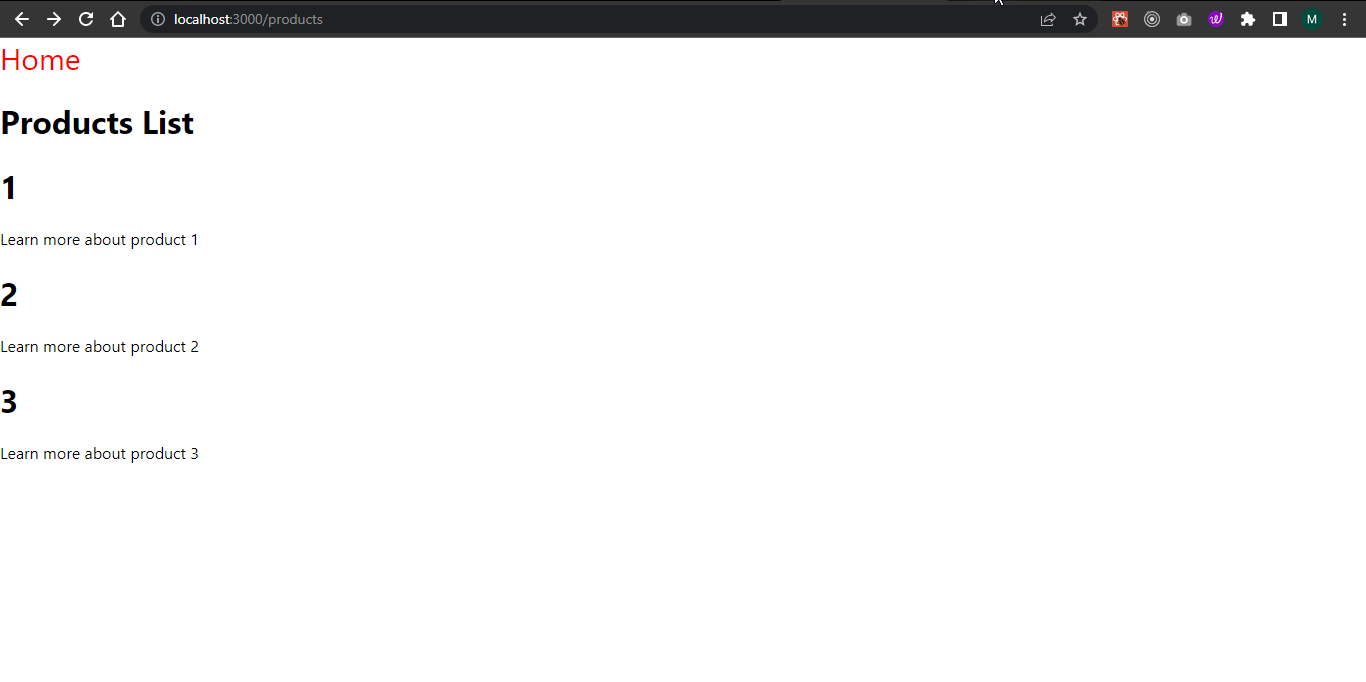 localhost:3000/products
M
Home
Products List
1
Learn more about product 1
2
Learn more about product 2
3
Learn more about product 3